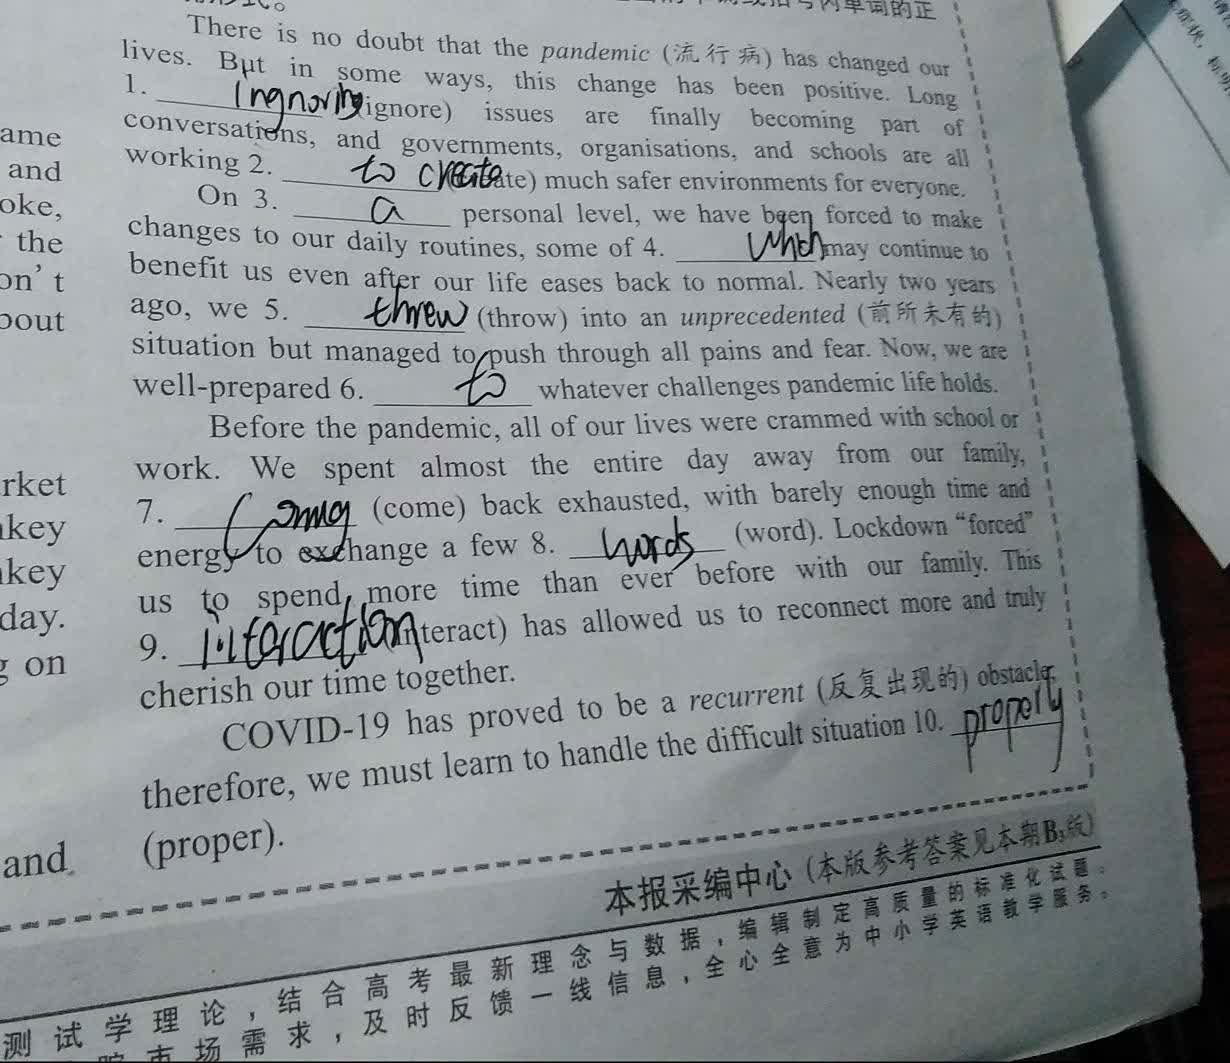 单词的正
There is no doubt that the pandemic (流行病) has changed our
lives. But in some ways, this change has been positive. Long
1. Ingnoring (ignore) issues are finally becoming part of
conversations, and governments, organisations, and schools are all
working 2. to create ate) much safer environments for everyone.
On 3. a personal level, we have been forced to make
changes to our daily routines, some of 4. which may continue to
benefit us even after our life eases back to normal. Nearly two years
ago, we 5. threw (throw) into an unprecedented (前所未有的)
situation but managed to push through all pains and fear. Now, we are
well-prepared 6. to whatever challenges pandemic life holds.
Before the pandemic, all of our lives were crammed with school or
work. We spent almost the entire day away from our family,
7. Coming (come) back exhausted, with barely enough time and
energy to exchange a few 8. words (word). Lockdown “forced”
us to spend more time than ever before with our family. This
9. interaction teract) has allowed us to reconnect more and truly
cherish our time together.
COVID-19 has proved to be a recurrent (反复出现的) obstacle,
therefore, we must learn to handle the difficult situation 10. propely
(proper).
ame
and
oke,
the
on't
bout
rket
key
key
day.
g on
and
本报采编中心 (本版参考答案见本期B3版)
测试学理论，结合高考最新理念与数据，编辑制定高质量的标准化试题。
市场需求，及时反馈一线信息，全心全意为中小学英语教学服务。